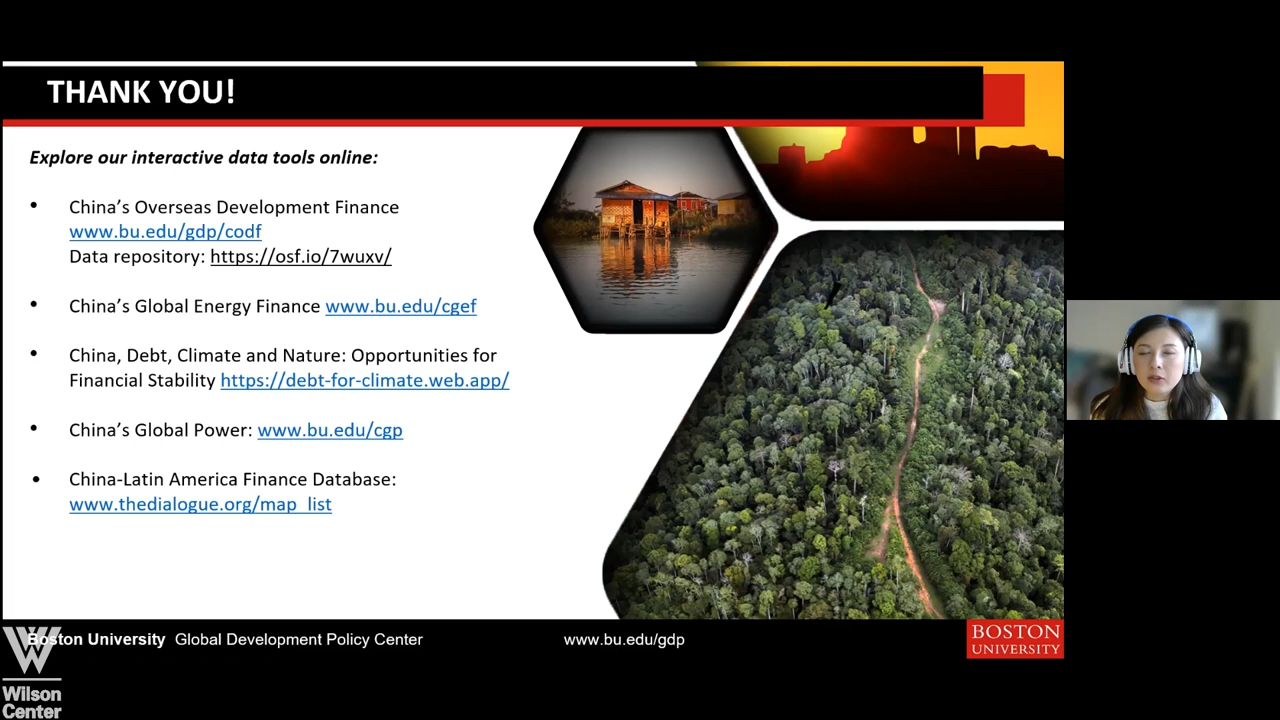 THANK YOU!
Explore our interactive data tools online:
• China's Overseas Development Finance
www.bu.edu/gdp/codf
Data repository: https://osf.io/7wuxv/
• China's Global Energy Finance www.bu.edu/cgef
• China, Debt, Climate and Nature: Opportunities for
Financial Stability https://debt-for-climate.web.app/
• China's Global Power: www.bu.edu/cgp
• China-Latin America Finance Database:
www.thedialogue.org/map_list
Boston University Global Development Policy Center
www.bu.edu/gdp
BOSTON
UNIVERSITY
W
Wilson
Center